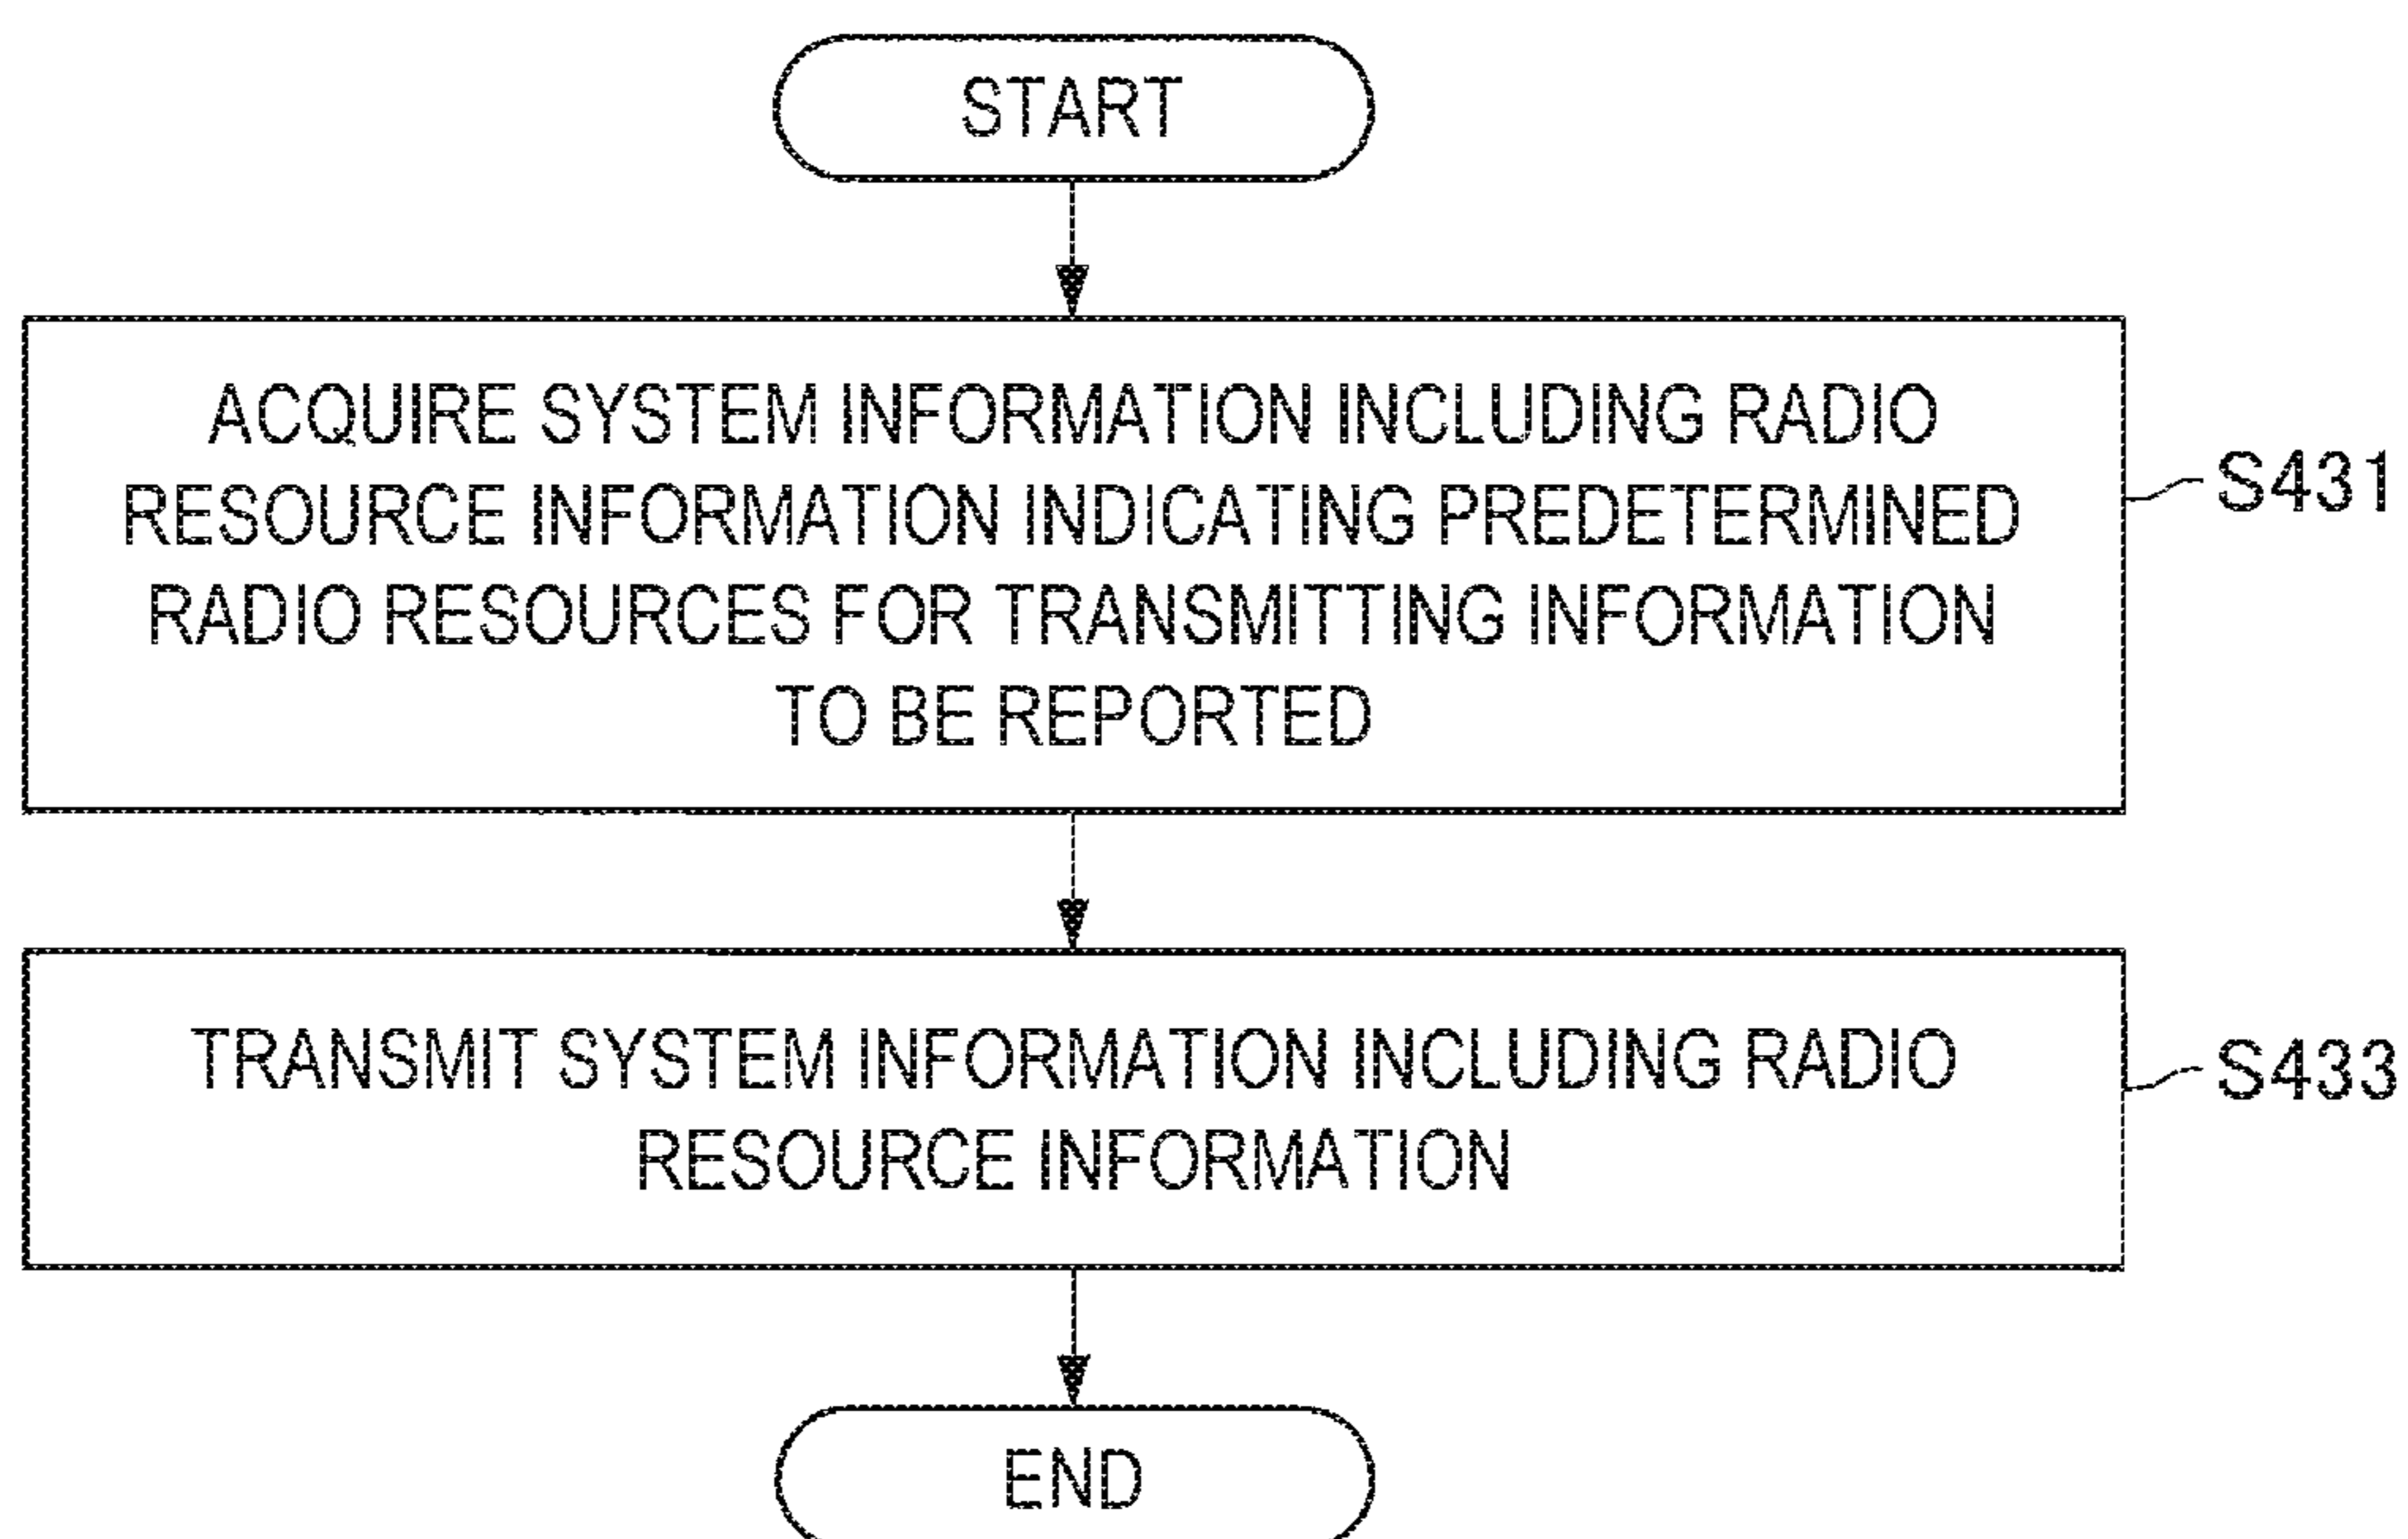 START
ACQUIRE SYSTEM INFORMATION INCLUDING RADIO
RESOURCE INFORMATION INDICATING PREDETERMINED
RADIO RESOURCES FOR TRANSMITTING INFORMATION
TO BE REPORTED
S431
TRANSMIT SYSTEM INFORMATION INCLUDING RADIO
RESOURCE INFORMATION
S433
END